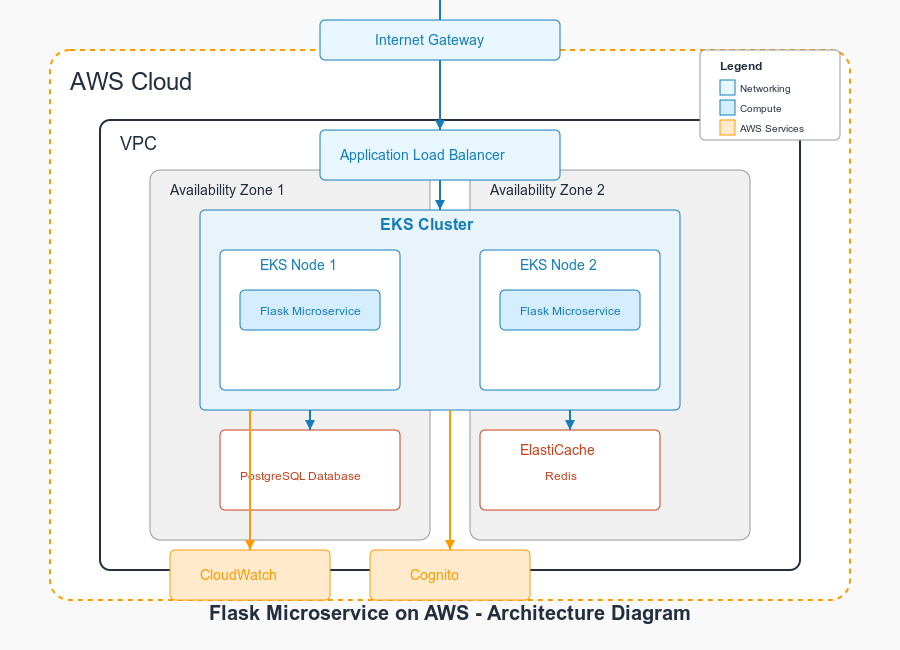 Internet Gateway
AWS Cloud
Legend
Networking
Compute
AWS Services
VPC
Application Load Balancer
Availability Zone 1
Availability Zone 2
EKS Cluster
EKS Node 1
EKS Node 2
Flask Microservice
Flask Microservice
PostgreSQL Database
ElastiCache
Redis
CloudWatch
Cognito
Flask Microservice on AWS - Architecture Diagram